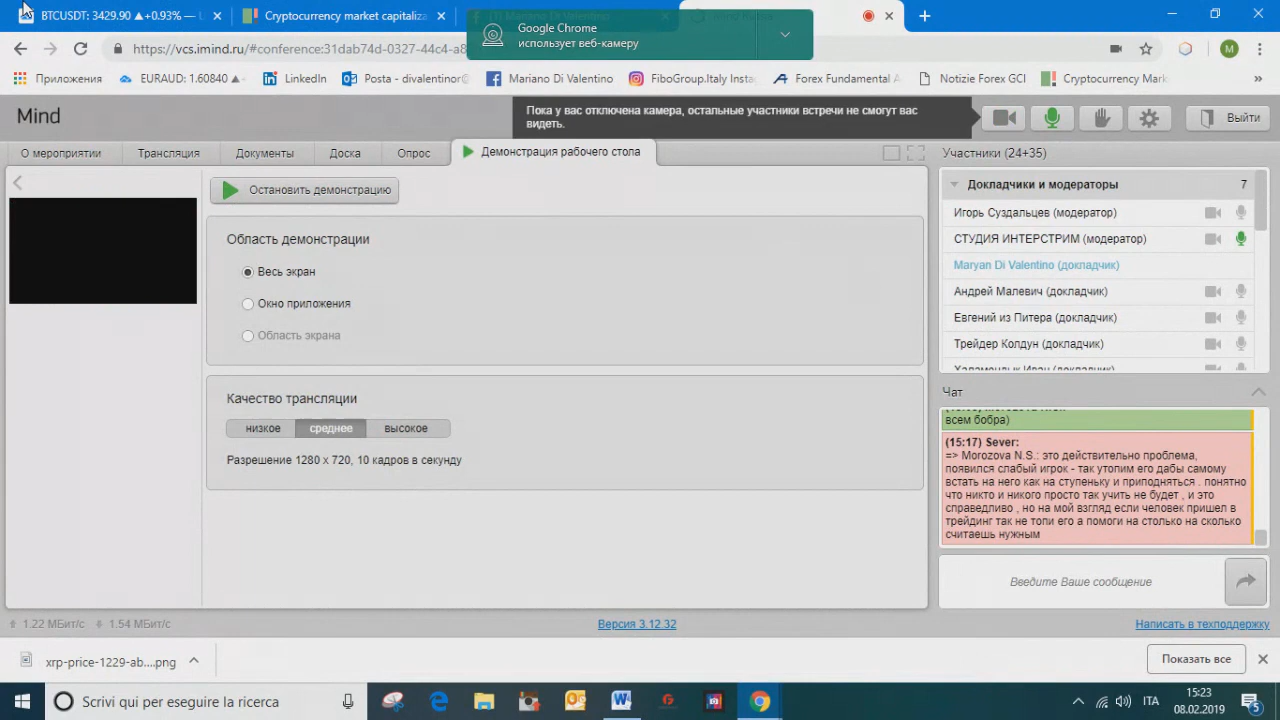 BTCUSDT: 3429.90 ▲+0.93% —
Cryptocurrency market capitaliza
Google Chrome
использует веб-камеру
https://vcs.imind.ru/#conference:31dab74d-0327-44c4-a8
M
Приложения
EURAUD: 1.60840 ▲
LinkedIn
Posta - divalentino
Mariano Di Valentino
FiboGroup.Italy Inst
Forex Fundamental A
Notizie Forex GCI
Cryptocurrency Mark
»
Mind
Пока у вас отключена камера, остальные участники встречи не смогут вас
видеть.
Выйти
О мероприятии
Трансляция
Документы
Доска
Опрос
Демонстрация рабочего стола
Участники (24+35)
Остановить демонстрацию
Область демонстрации
Весь экран
Окно приложения
Область экрана
Качество трансляции
низкое
среднее
высокое
Разрешение 1280 x 720, 10 кадров в секунду
Докладчики и модераторы 7
Игорь Суздальцев (модератор)
СТУДИЯ ИНТЕРСТРИМ (модератор)
Maryan Di Valentino (докладчик)
Андрей Малевич (докладчик)
Евгений из Питера (докладчик)
Трейдер Колдун (докладчик)
Чат
всем бобра)
(15:17) Sever:
=> Morozova N.S.: это действительно проблема,
появился слабый игрок - так утопим его дабы самому
встать на него как на ступеньку и приподняться . понятно
что никто и никого просто так учить не будет , и это
справедливо , но на мой взгляд если человек пришел в
трейдинг так не топи его а помоги на столько на сколько
считаешь нужным
Введите Ваше сообщение
1.22 МБит/с
1.54 МБит/с
Версия 3.12.32
Написать в техподдержку
xrp-price-1229-ab....png
Показать все
Scrivi qui per eseguire la ricerca
ITA
15:23
08.02.2019
5